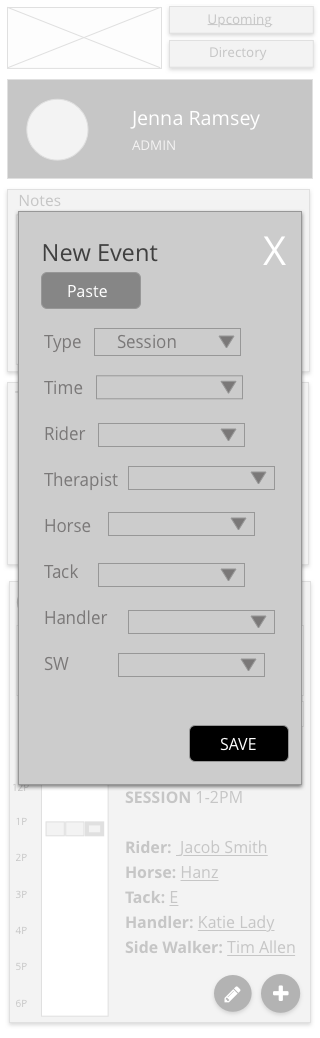 Upcoming
Directory
Jenna Ramsey
ADMIN
Notes
New Event
X
Paste
Type
Session
Time
Rider
Therapist
Horse
Tack
Handler
SW
SAVE
12P
1P
2P
3P
4P
5P
6P
SESSION 1-2PM
Rider: Jacob Smith
Horse: Hanz
Tack: E
Handler: Katie Lady
Side Walker: Tim Allen